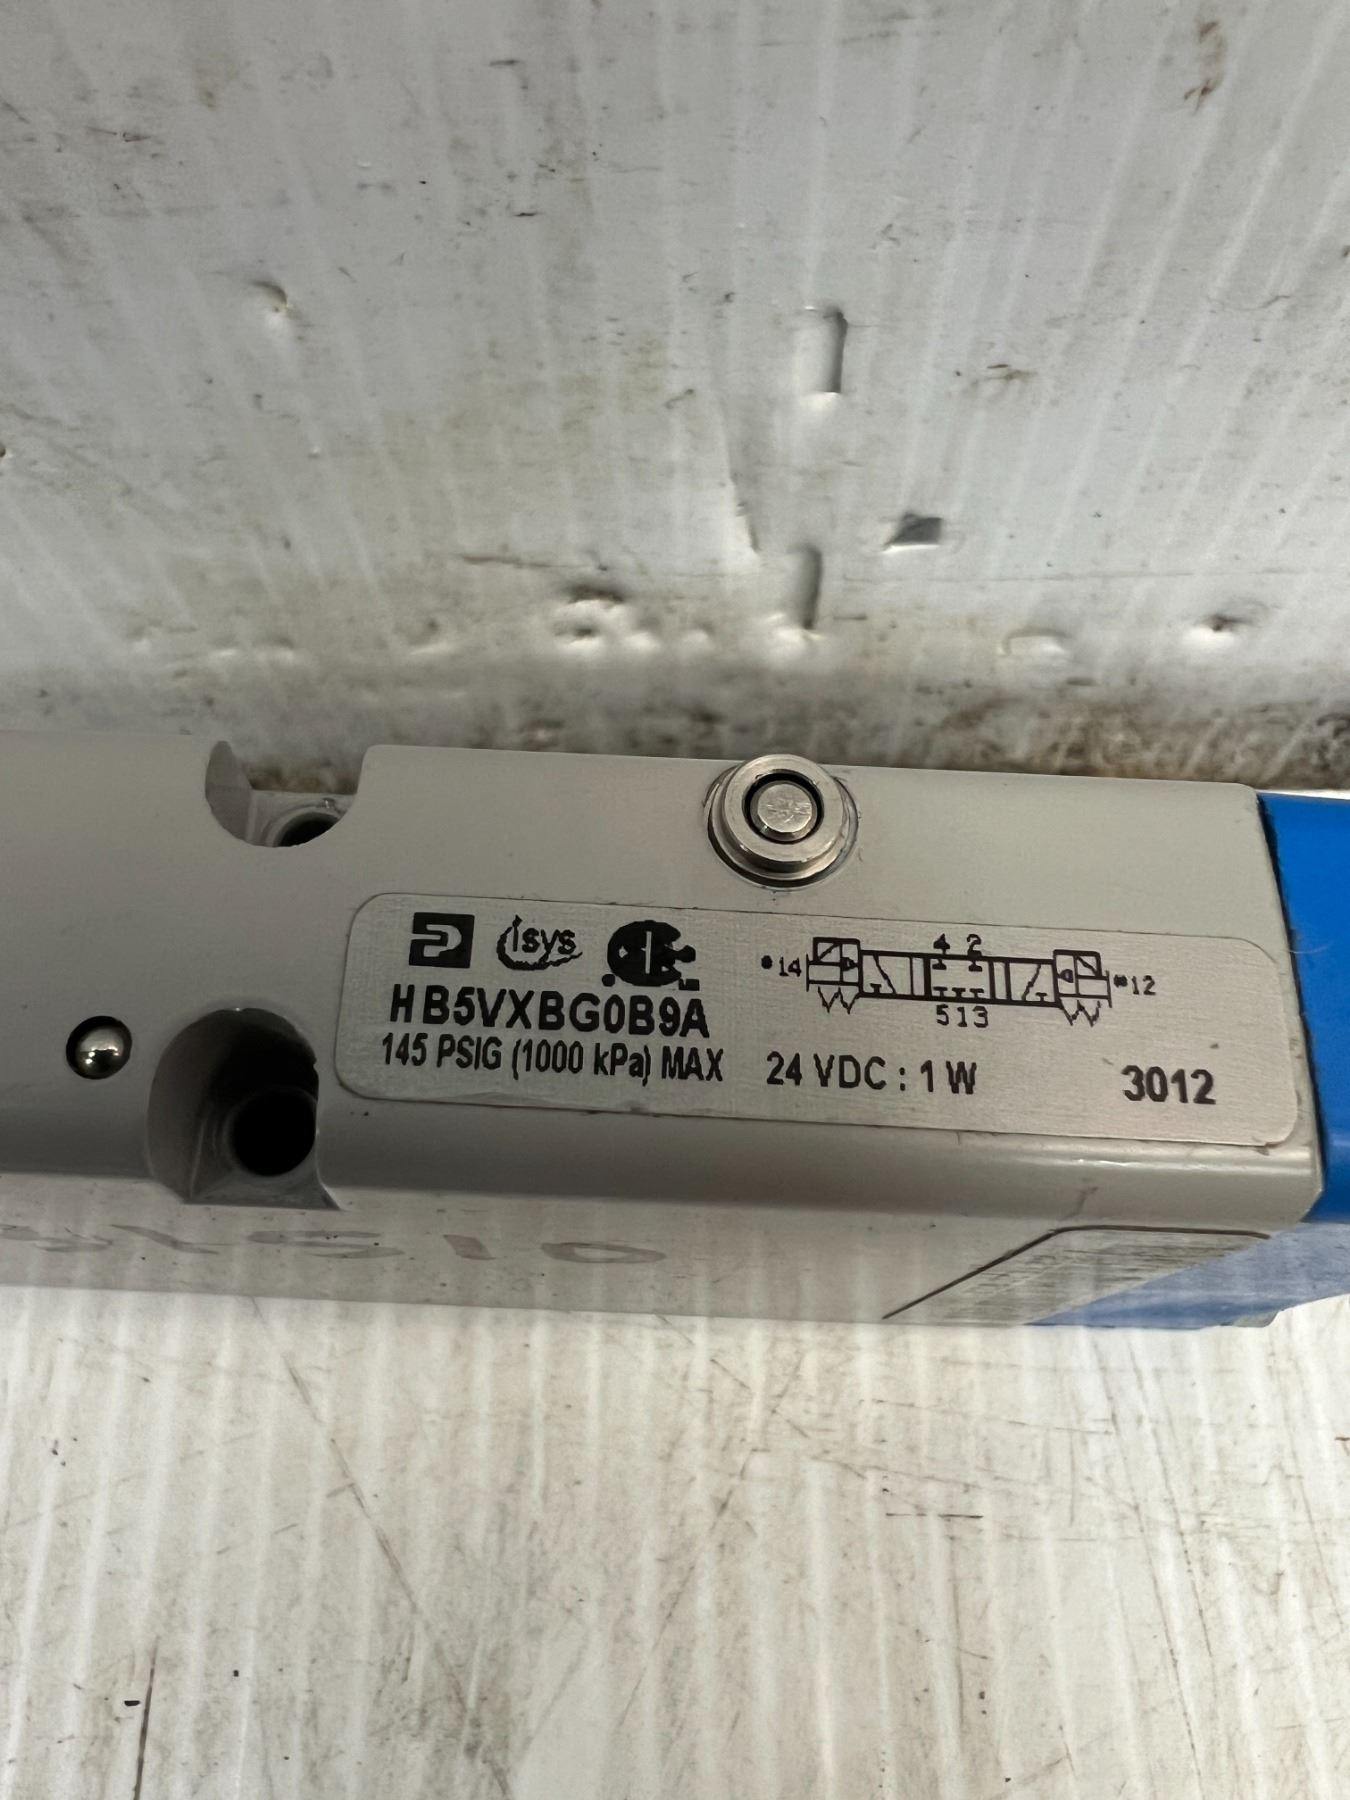 isys
HB5VXBG0B9A
145 PSIG (1000 kPa) MAX
4 2
14 12
5 1 3
24 VDC : 1 W
3012